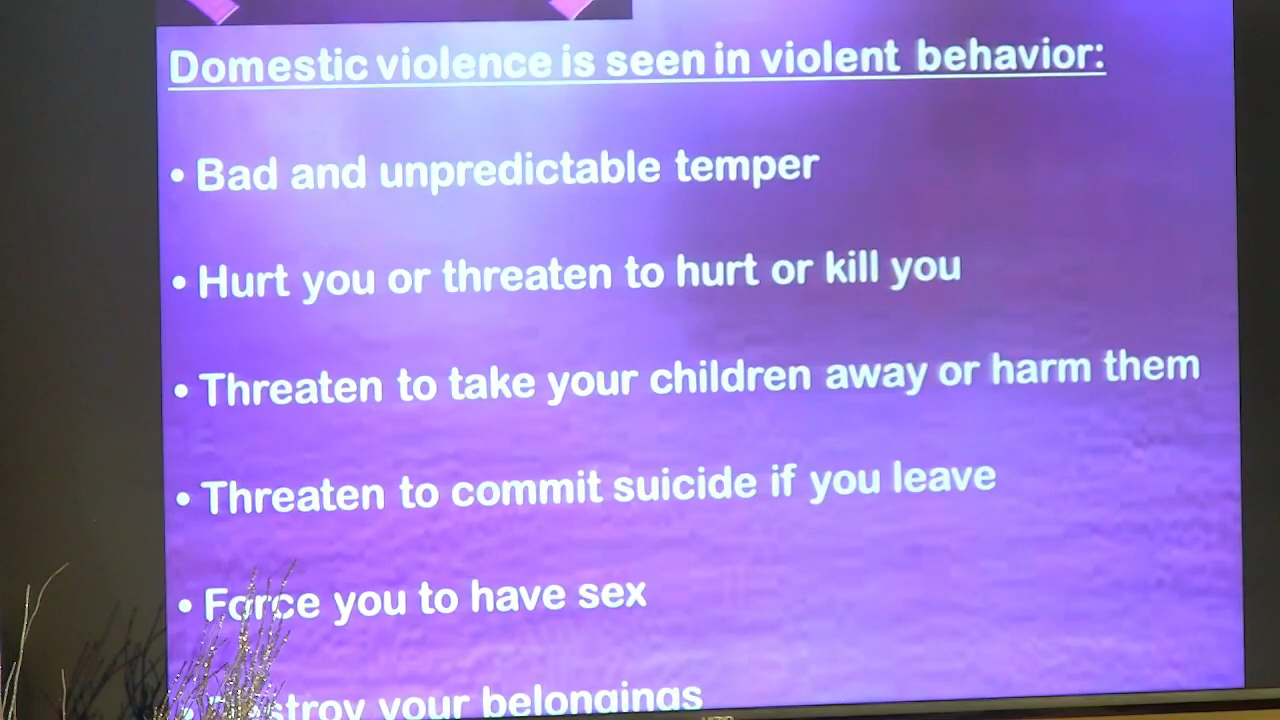 Domestic violence is seen in violent behavior:
• Bad and unpredictable temper
• Hurt you or threaten to hurt or kill you
• Threaten to take your children away or harm them
• Threaten to commit suicide if you leave
• Force you to have sex
• Destroy your belongings